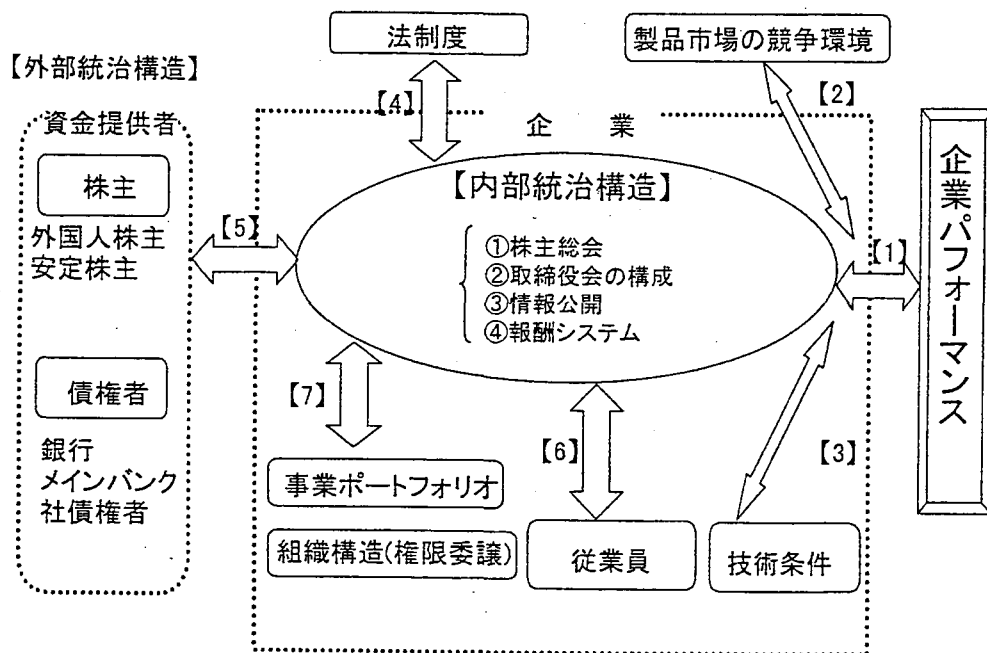 法制度
製品市場の競争環境
【外部統治構造】
【4】
【2】
資金提供者
企 業
株主
【内部統治構造】
外国人株主
安定株主
【5】
①株主総会
②取締役会の構成
③情報公開
④報酬システム
【1】
企業パフォーマンス
債権者
【7】
銀行
メインバンク
社債権者
【6】
【3】
事業ポートフォリオ
組織構造(権限委譲)
従業員
技術条件